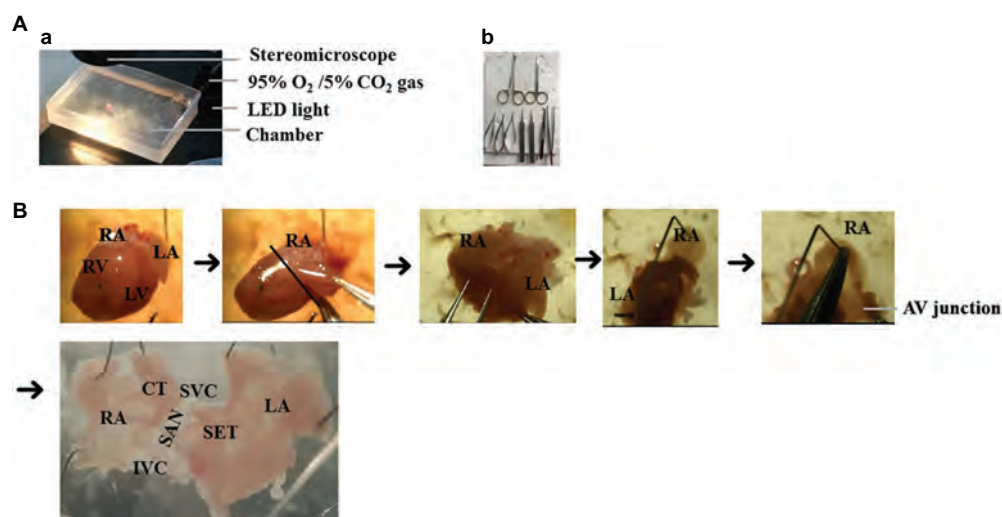 A
a
b
Stereomicroscope
95% O₂ /5% CO₂ gas
LED light
Chamber
B
RA
LA
RV
LV
RA
RA
LA
RA
LA
RA
AV junction
CT
SVC
LA
RA
SAN
SET
IVC